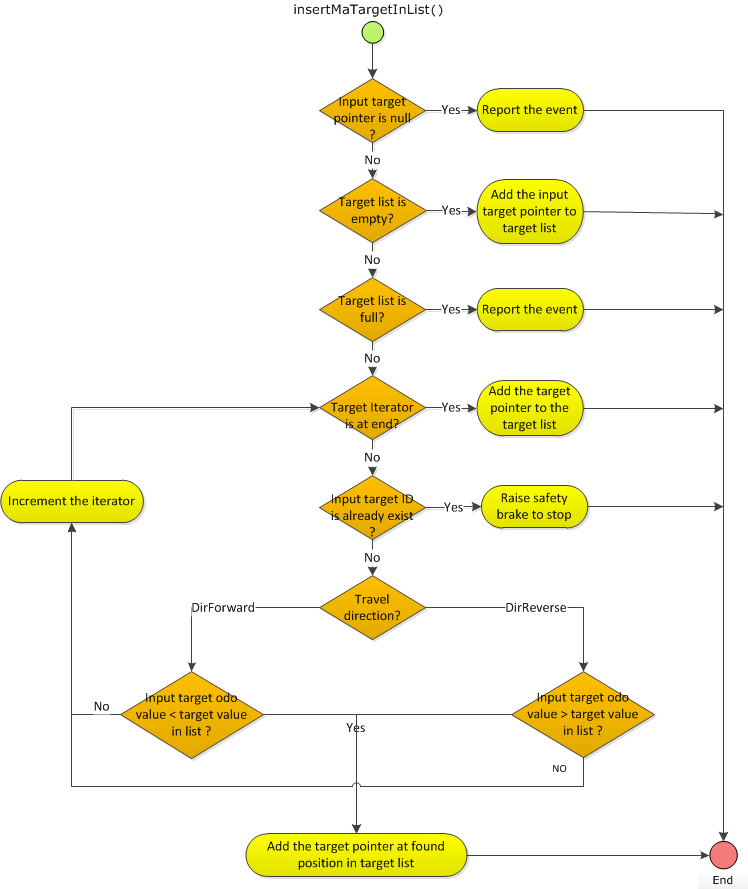 insertMaTargetInList()
Input target
pointer is null
?
Yes
Report the event
No
Target list is
empty?
Yes
Add the input
target pointer to
target list
No
Target list is
full?
Yes
Report the event
No
Target Iterator
is at end?
Yes
Add the target
pointer to the
target list
No
Increment the iterator
Input target ID
is already exist
?
Yes
Raise safety
brake to stop
No
Travel
direction?
DirForward
DirReverse
Input target odo
value < target value
in list ?
No
Yes
Input target odo
value > target value
in list ?
NO
Add the target pointer at found
position in target list
End